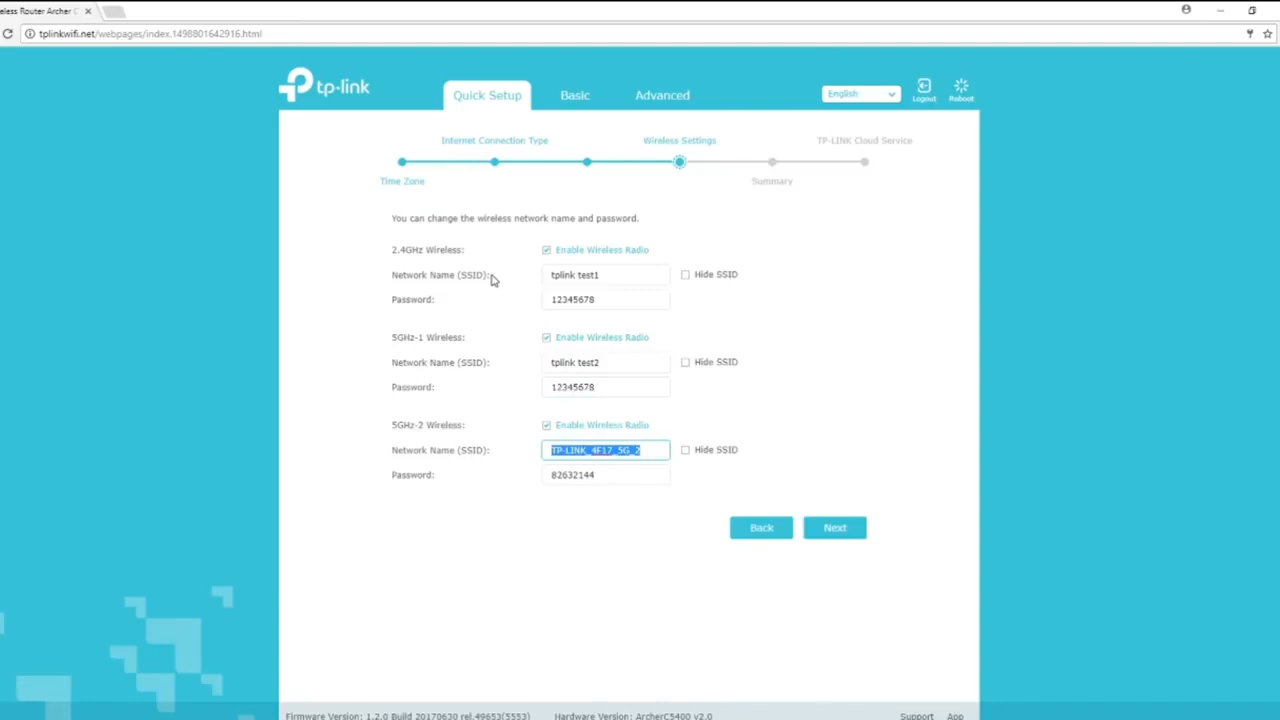 eless Router Archer C
tplinkwifi.net/webpages/index.1498801642916.html
tp-link
Quick Setup
Basic
Advanced
English
Logout
Reboot
Internet Connection Type
Wireless Settings
TP-LINK Cloud Service
Time Zone
Summary
You can change the wireless network name and password.
2.4GHz Wireless:
Enable Wireless Radio
Network Name (SSID):
tplink test1
Hide SSID
Password:
12345678
5GHz-1 Wireless:
Enable Wireless Radio
Network Name (SSID):
tplink test2
Hide SSID
Password:
12345678
5GHz-2 Wireless:
Enable Wireless Radio
Network Name (SSID):
TP-LINK_4F17_5G_2
Hide SSID
Password:
82632144
Back
Next
Firmware Version: 1.2.0 Build 20170630 rel.49653(5553)
Hardware Version: ArcherC5400 v2.0
Support
App